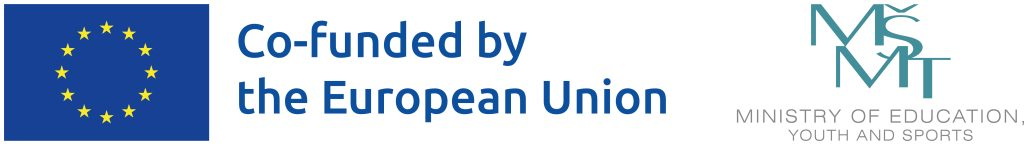 Co-funded by
the European Union
MŠMT
MINISTRY OF EDUCATION,
YOUTH AND SPORTS